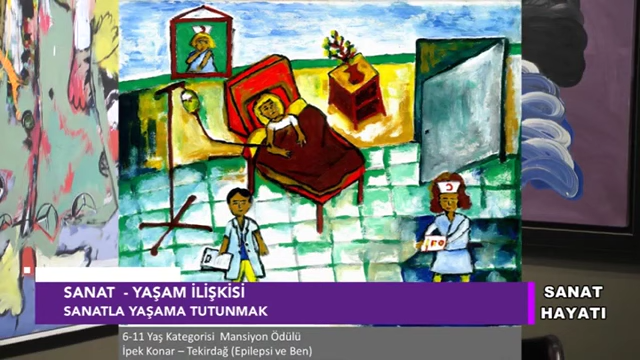 SANAT - YAŞAM İLİŞKİSİ
SANATLA YAŞAMA TUTUNMAK
SANAT
HAYATI
6-11 Yaş Kategorisi Mansiyon Ödülü
İpek Konar – Tekirdağ (Epilepsi ve Ben)